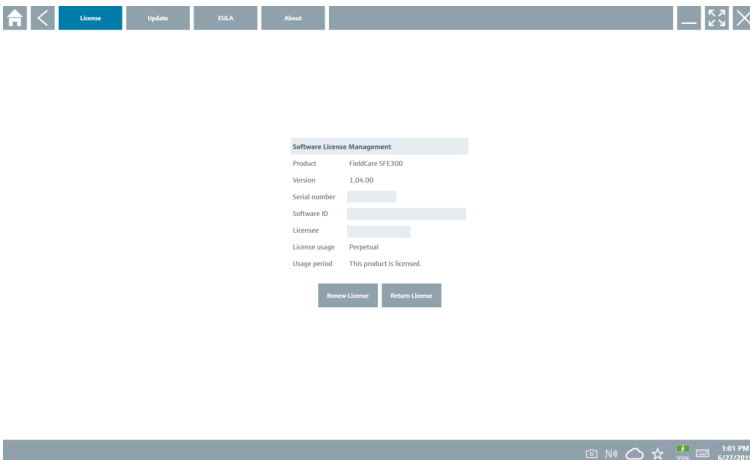 License Update EULA About
Software License Management
Product FieldCare SFE300
Version 1.04.00
Serial number
Software ID
Licensee
License usage Perpetual
Usage period This product is licensed.
Renew License Return License
99% 1:01 PM